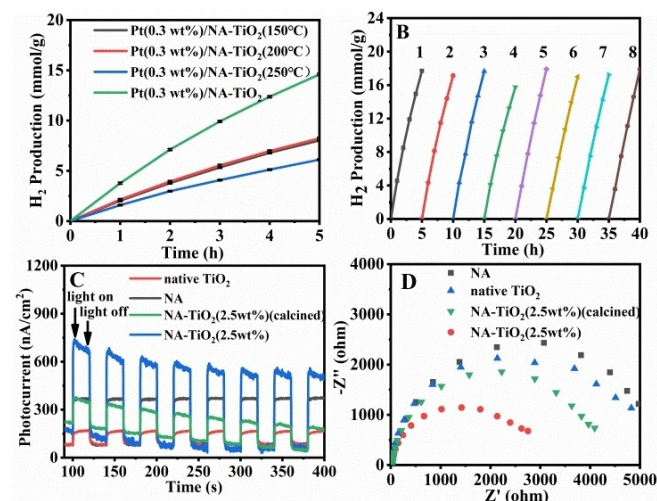 A
Pt(0.3 wt%)/NA-TiO₂(150℃)
Pt(0.3 wt%)/NA-TiO₂(200℃)
Pt(0.3 wt%)/NA-TiO₂(250℃)
Pt(0.3 wt%)/NA-TiO₂
H₂ Production (mmol/g)
20
15
10
5
0
0 1 2 3 4 5
Time (h)
B
1 2 3 4 5 6 7 8
H₂ Production (mmol/g)
24
20
16
12
8
4
0
0 5 10 15 20 25 30 35 40
Time (h)
C
light on
light off
native TiO₂
NA
NA-TiO₂(2.5wt%)(calcined)
NA-TiO₂(2.5wt%)
Photocurrent (nA/cm²)
1200
900
600
300
0
100 150 200 250 300 350 400
Time (s)
D
NA
native TiO₂
NA-TiO₂(2.5wt%)(calcined)
NA-TiO₂(2.5wt%)
-Z'' (ohm)
4000
3000
2000
1000
0
0 1000 2000 3000 4000 5000
Z' (ohm)